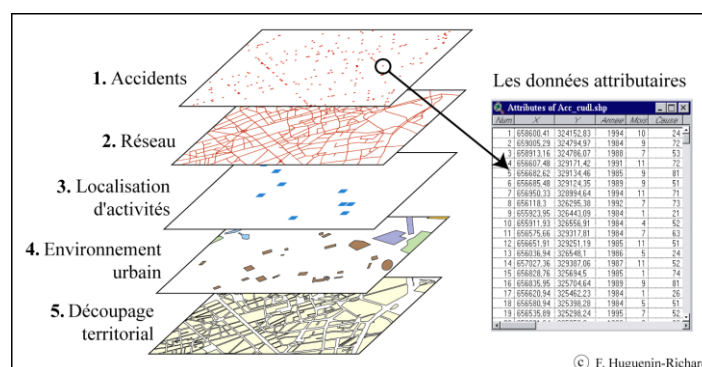 1. Accidents
2. Réseau
3. Localisation
d'activités
4. Environnement
urbain
5. Découpage
territorial
Les données attributaires
Attributes of Acc_cudl.shp
Num X Y Annee Mois Cause
1 658600,41 324152,83 1994 10 24
2 659005,29 324794,97 1984 9 72
3 658913,16 324786,07 1988 7 53
4 656607,48 329171,42 1991 11 72
5 656682,62 329134,46 1985 9 81
6 656685,48 329124,35 1989 9 51
7 656950,33 328994,64 1994 11 71
8 656118,3 326295,38 1992 7 73
9 655923,95 326443,09 1984 1 21
10 655911,93 326556,91 1984 4 52
11 656575,66 329317,81 1984 7 63
12 656651,91 329251,19 1985 11 51
13 656036,94 326548,1 1986 5 24
14 657027,36 329387,06 1987 11 52
15 656828,76 325694,5 1985 1 74
16 656835,95 325704,64 1989 9 81
17 656620,94 325462,23 1984 1 26
18 656580,94 325398,28 1984 5 51
19 656535,89 325298,24 1995 7 52
© F. Huguenin-Richard